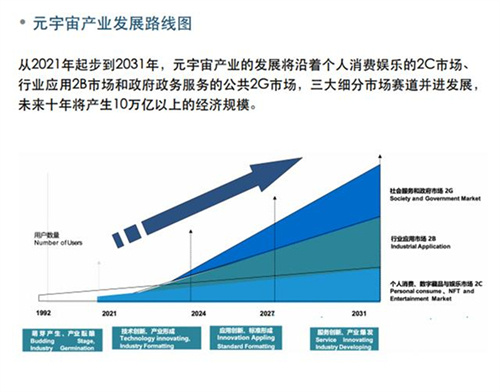 • 元宇宙产业发展路线图
从2021年起步到2031年，元宇宙产业的发展将沿着个人消费娱乐的2C市场、
行业应用2B市场和政府政务服务的公共2G市场，三大细分市场赛道并进发展，
未来十年将产生10万亿以上的经济规模。
用户数量
Number of Users
社会服务和政府市场 2G
Society and Government Market
行业应用市场 2B
Industrial Application
个人消费、数字藏品与娱乐市场 2C
Personal consume、NFT and
Entertainment Market
1992 2021 2024 2027 2031
萌芽产生、产业酝酿
Budding Stage,
Industry Germination
技术创新、产业形成
Technology innovating,
Industry Formatting
应用创新、标准形成
Innovation Appling
Standard Formatting
服务创新、产业爆发
Service Innovating
Industry Developing